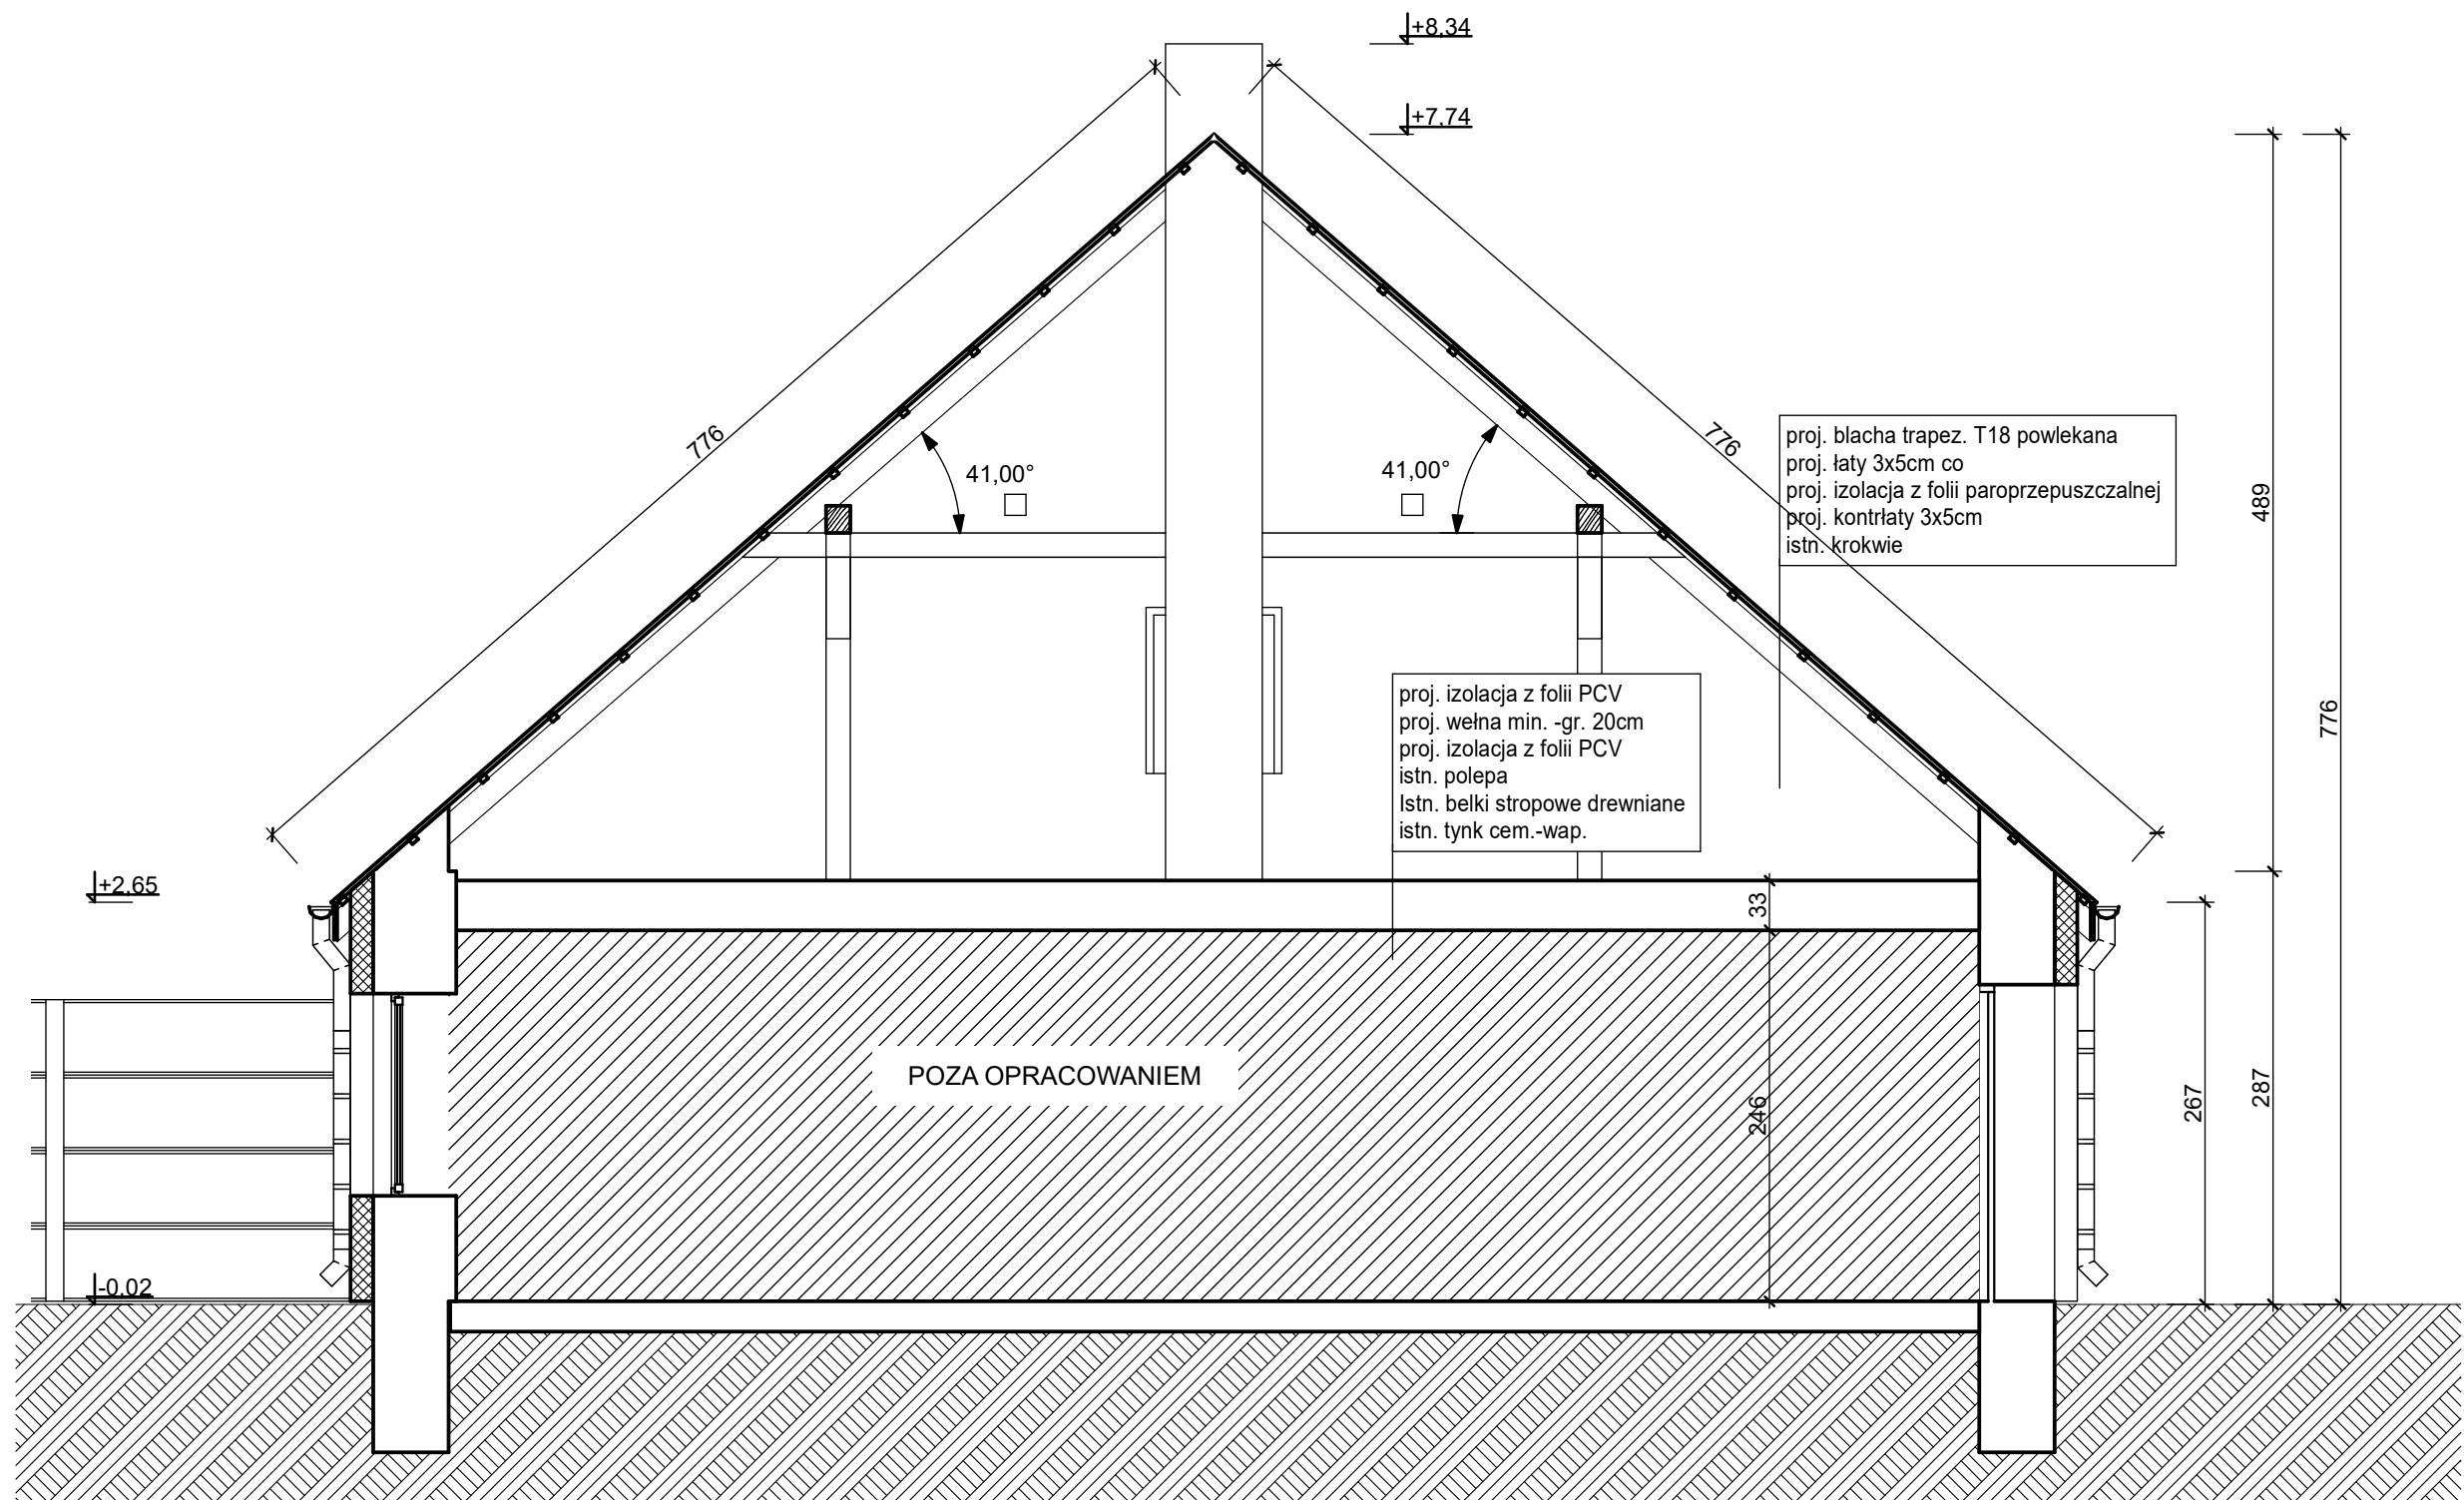 +8,34
+7,74
776
776
41,00°
41,00°
proj. blacha trapez. T18 powlekana
proj. łaty 3x5cm co
proj. izolacja z folii paroprzepuszczalnej
proj. kontrłaty 3x5cm
istn. krokwie
489
776
proj. izolacja z folii PCV
proj. wełna min. -gr. 20cm
proj. izolacja z folii PCV
istn. polepa
Istn. belki stropowe drewniane
istn. tynk cem.-wap.
+2,65
33
POZA OPRACOWANIEM
246
267
287
-0,02